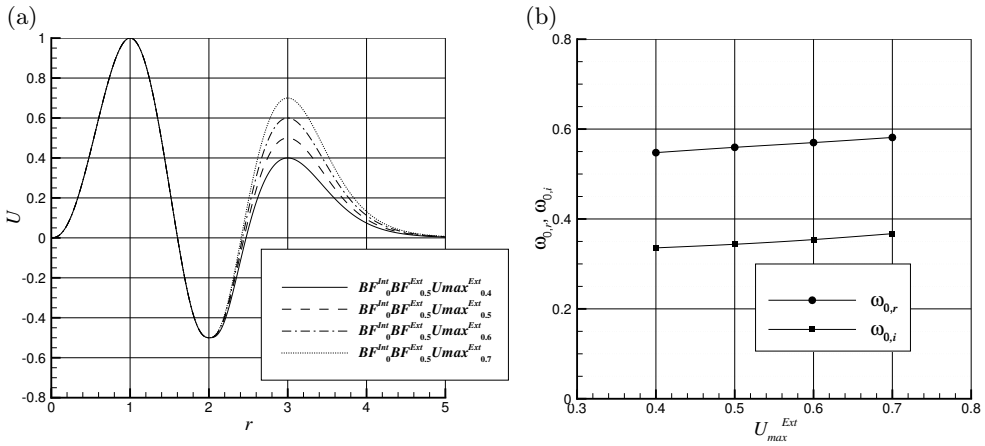 (a)
U
1
0.8
0.6
0.4
0.2
0
-0.2
-0.4
-0.6
-0.8
0 1 2 3 4 5
r
BF^Int_0 BF^Ext_0.5 Umax^Ext_0.4
BF^Int_0 BF^Ext_0.5 Umax^Ext_0.5
BF^Int_0 BF^Ext_0.5 Umax^Ext_0.6
BF^Int_0 BF^Ext_0.5 Umax^Ext_0.7
(b)
ω_0,r, ω_0,i
0.8
0.6
0.4
0.2
0
0.3 0.4 0.5 0.6 0.7 0.8
U_max^Ext
ω_0,r
ω_0,i